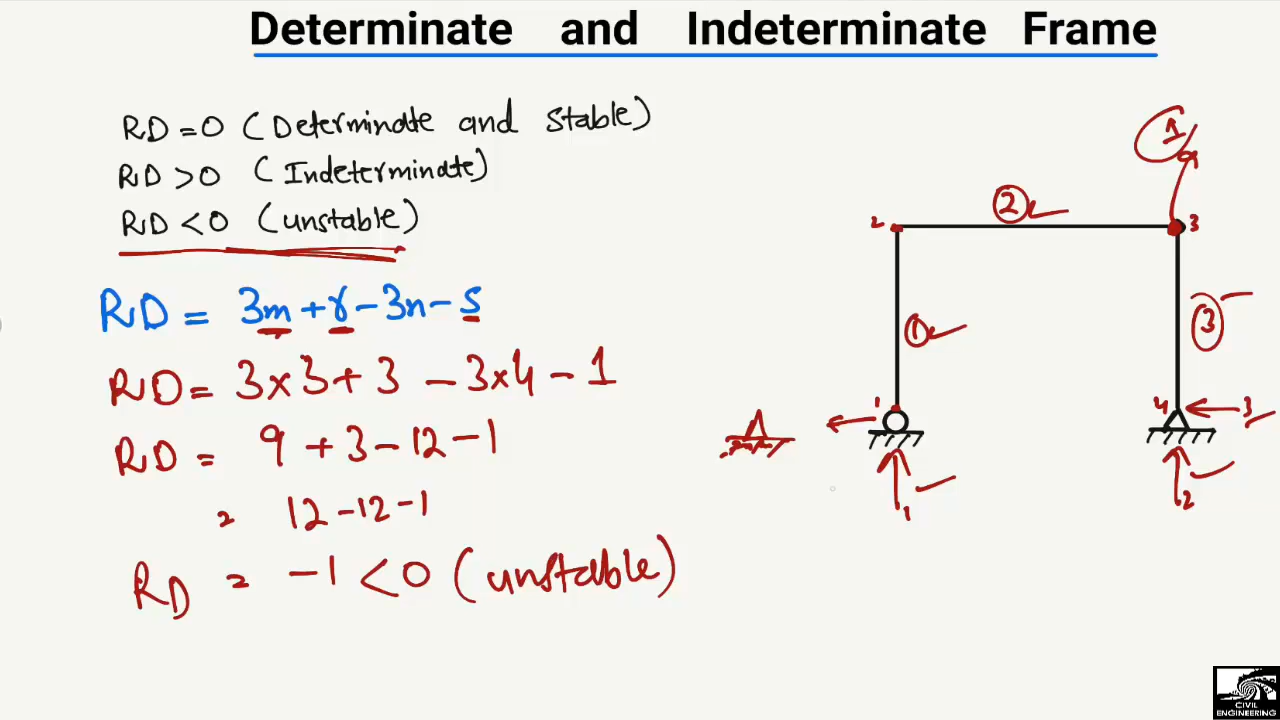 Determinate and Indeterminate Frame
RD = 0 (Determinate and stable)
RD > 0 (Indeterminate)
RD < 0 (unstable)
RD = 3m + r - 3n - s
RD = 3×3 + 3 - 3×4 - 1
RD = 9 + 3 - 12 - 1
= 12 - 12 - 1
RD = -1 < 0 (unstable)
1
2
2
3
1
3
1
4
3
1
2
CIVIL
ENGINEERING